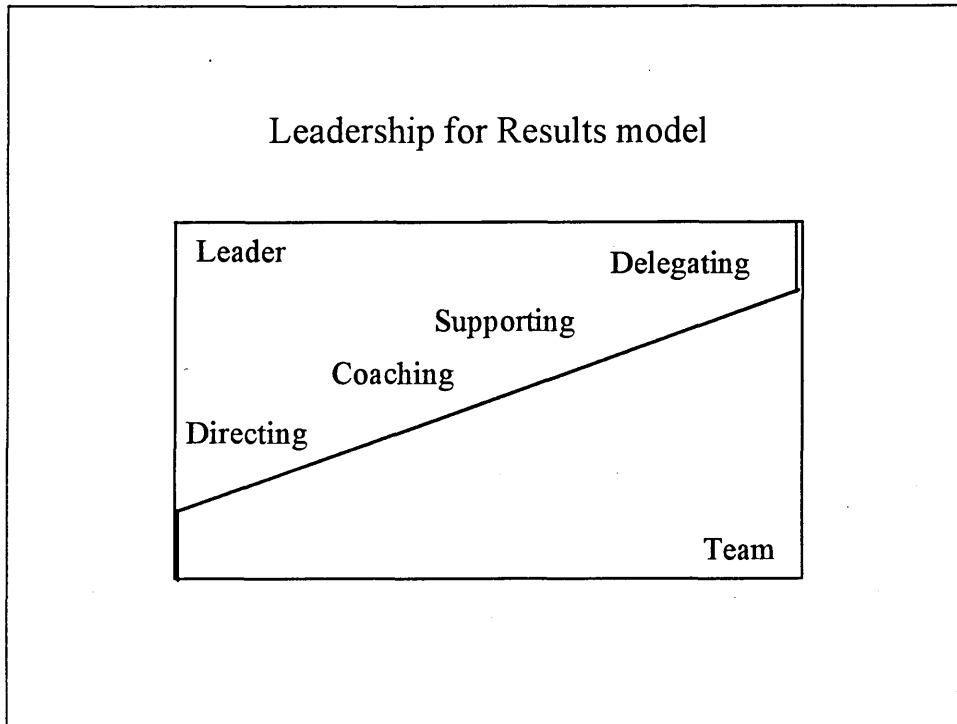 Leadership for Results model
Leader
Delegating
Supporting
Coaching
Directing
Team